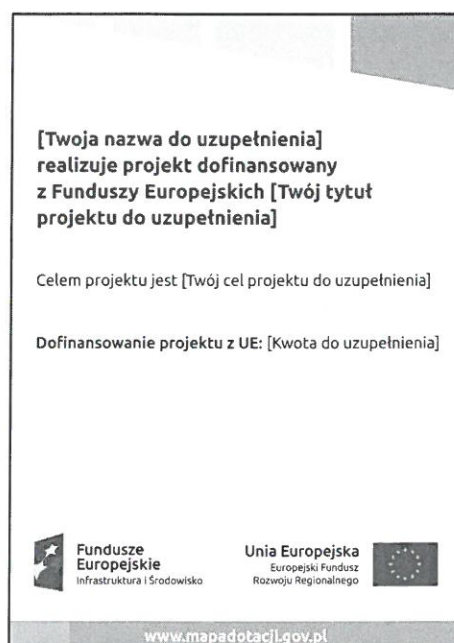 [Twoja nazwa do uzupełnienia]
realizuje projekt dofinansowany
z Funduszy Europejskich [Twój tytuł
projektu do uzupełnienia]
Celem projektu jest [Twój cel projektu do uzupełnienia]
Dofinansowanie projektu z UE: [Kwota do uzupełnienia]
Fundusze
Europejskie
Infrastruktura i Środowisko
Unia Europejska
Europejski Fundusz
Rozwoju Regionalnego
www.mapadotacji.gov.pl